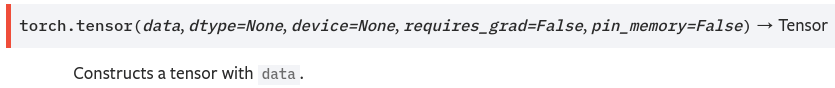 torch.tensor(data, dtype=None, device=None, requires_grad=False, pin_memory=False) → Tensor
Constructs a tensor with data.